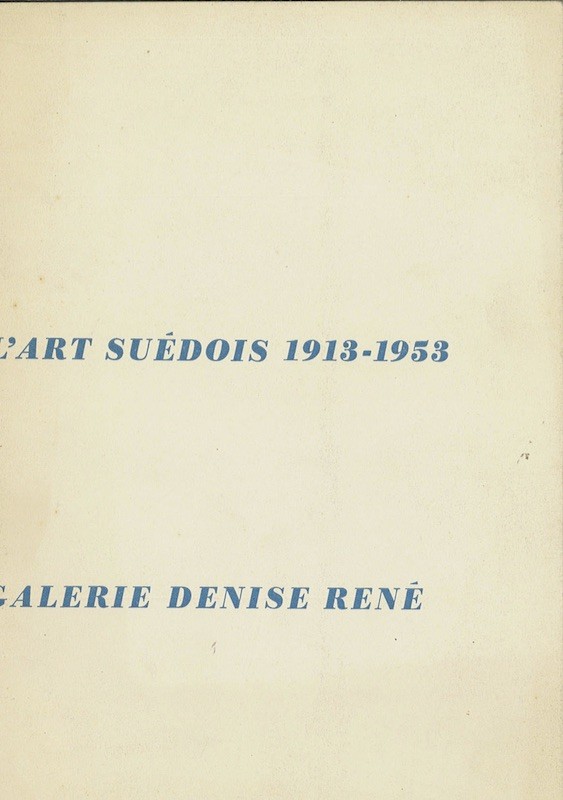 L'ART SUÉDOIS 1913-1953
GALERIE DENISE RENÉ